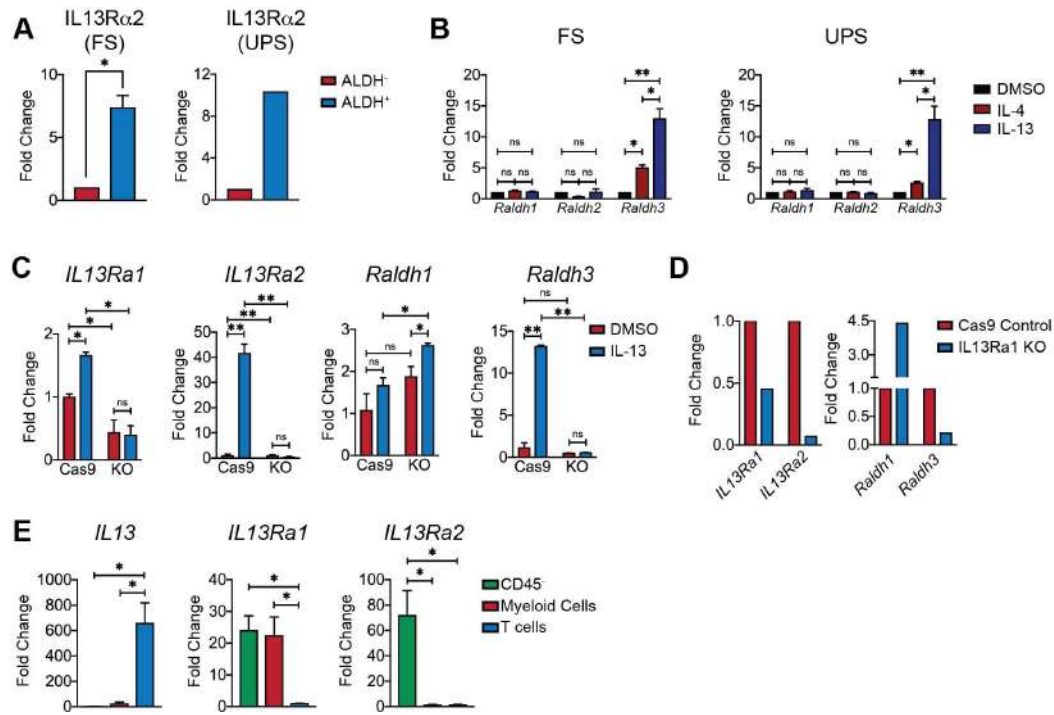 A
IL13Rα2
(FS)
Fold Change
10
5
0
*
IL13Rα2
(UPS)
Fold Change
12
8
4
0
ALDH⁻
ALDH⁺
B
FS
Fold Change
20
15
10
5
0
ns
ns ns
ns
ns ns
**
*
*
Raldh1 Raldh2 Raldh3
UPS
Fold Change
20
15
10
5
0
ns
ns ns
ns
ns ns
**
*
*
Raldh1 Raldh2 Raldh3
DMSO
IL-4
IL-13
C
IL13Ra1
Fold Change
2
1
0
*
*
*
ns
Cas9 KO
IL13Ra2
Fold Change
50
40
30
20
10
0
**
**
**
ns
Cas9 KO
Raldh1
Fold Change
3
2
1
0
*
ns
*
ns
Cas9 KO
Raldh3
Fold Change
15
10
5
0
ns
**
**
ns
Cas9 KO
DMSO
IL-13
D
Fold Change
1.0
0.5
0.0
IL13Ra1 IL13Ra2
Fold Change
4.5
3.0
1.5
1.0
0.5
0.0
Raldh1 Raldh3
Cas9 Control
IL13Ra1 KO
E
IL13
Fold Change
1000
800
600
400
200
0
*
*
IL13Ra1
Fold Change
40
30
20
10
0
*
*
IL13Ra2
Fold Change
100
80
60
40
20
0
*
*
CD45⁻
Myeloid Cells
T cells